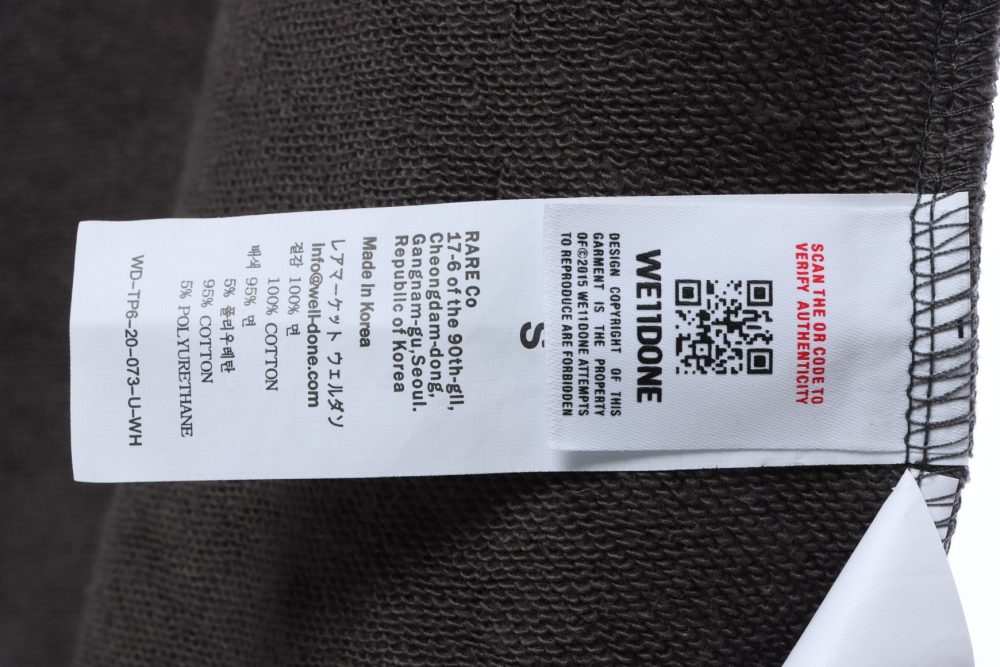 SCAN THE QR CODE TO
VERIFY AUTHENTICITY
WE11DONE
DESIGN COPYRIGHT OF THIS
GARMENT IS THE PROPERTY
OF©2015 WE11DONE ATTEMPTS
TO REPRODUCE ARE FORBIDDEN
S
RARE Co
17-6 of the 90th-gil,
Cheongdam-dong,
Gangnam-gu,Seoul.
Republic of Korea
Made In Korea
レアマーケット ウェルダン
Info@well-done.com
겉감 100% 면
100% COTTON
배색 95% 면
5% 폴리우레탄
95% COTTON
5% POLYURETHANE
WD-TP6-20-073-U-WH